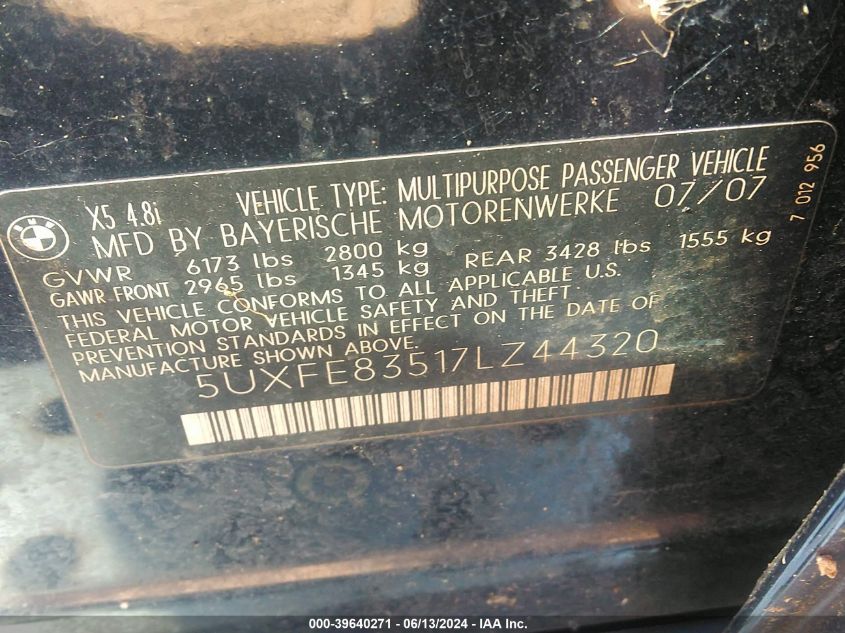 BMW
X5 4.8i VEHICLE TYPE: MULTIPURPOSE PASSENGER VEHICLE
MFD BY BAYERISCHE MOTORENWERKE 07/07
GVWR 6173 lbs 2800 kg
GAWR FRONT 2965 lbs 1345 kg REAR 3428 lbs 1555 kg
THIS VEHICLE CONFORMS TO ALL APPLICABLE U.S.
FEDERAL MOTOR VEHICLE SAFETY AND THEFT
PREVENTION STANDARDS IN EFFECT ON THE DATE OF
MANUFACTURE SHOWN ABOVE.
5UXFE83517LZ44320
7 012 956
000-39640271 - 06/13/2024 - IAA Inc.